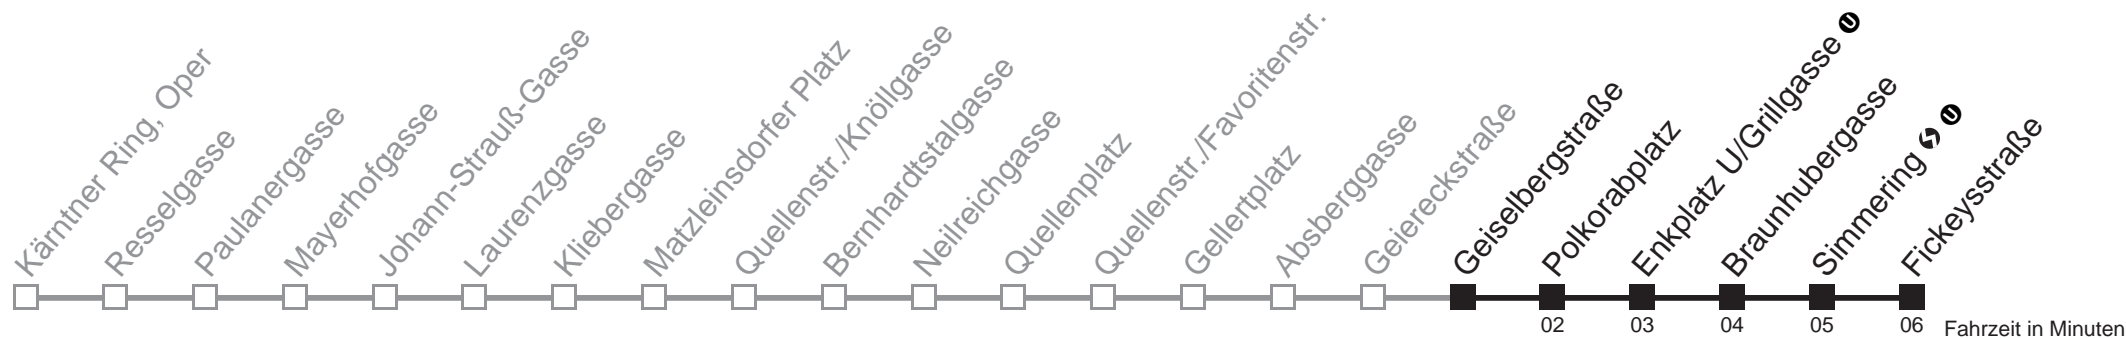 Kärntner Ring, Oper
Resselgasse
Paulanergasse
Mayerhofgasse
Johann-Strauß-Gasse
Laurenzgasse
Kliebergasse
Matzleinsdorfer Platz
Quellenstr./Knöllgasse
Bernhardtstalgasse
Neilreichgasse
Quellenplatz
Quellenstr./Favoritenstr.
Gellertplatz
Absberggasse
Geiereckstraße
Geiselbergstraße
Polkorabplatz
Enkplatz U/Grillgasse U
Braunhubergasse
Simmering S U
Fickeysstraße
02 03 04 05 06 Fahrzeit in Minuten